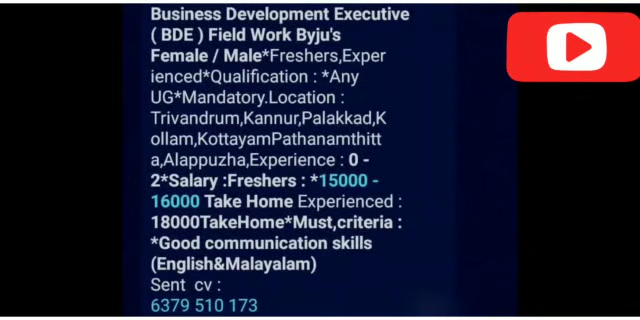 Business Development Executive
( BDE ) Field Work Byju's
Female / Male*Freshers,Exper
ienced*Qualification : *Any
UG*Mandatory.Location :
Trivandrum,Kannur,Palakkad,K
ollam,KottayamPathanamthitt
a,Alappuzha,Experience : 0 -
2*Salary :Freshers : *15000 -
16000 Take Home Experienced :
18000TakeHome*Must,criteria :
*Good communication skills
(English&Malayalam)
Sent cv :
6379 510 173